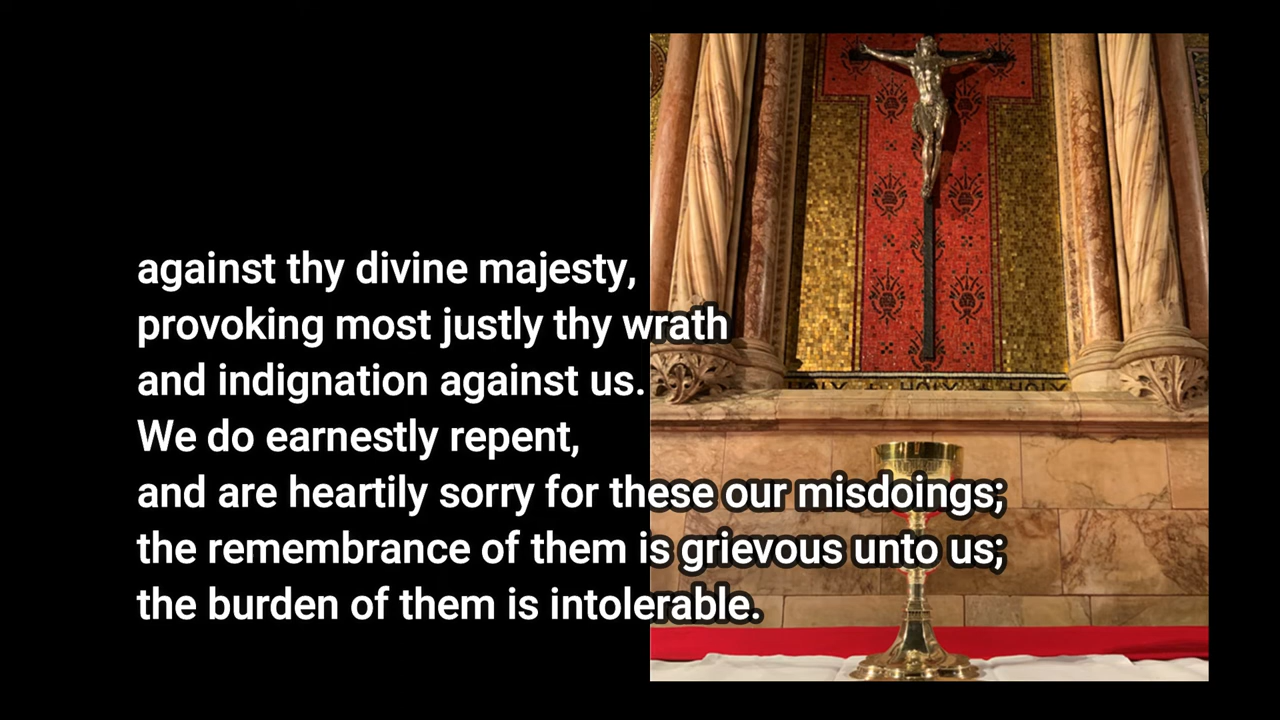 against thy divine majesty,
provoking most justly thy wrath
and indignation against us.
We do earnestly repent,
and are heartily sorry for these our misdoings;
the remembrance of them is grievous unto us;
the burden of them is intolerable.
HOLY